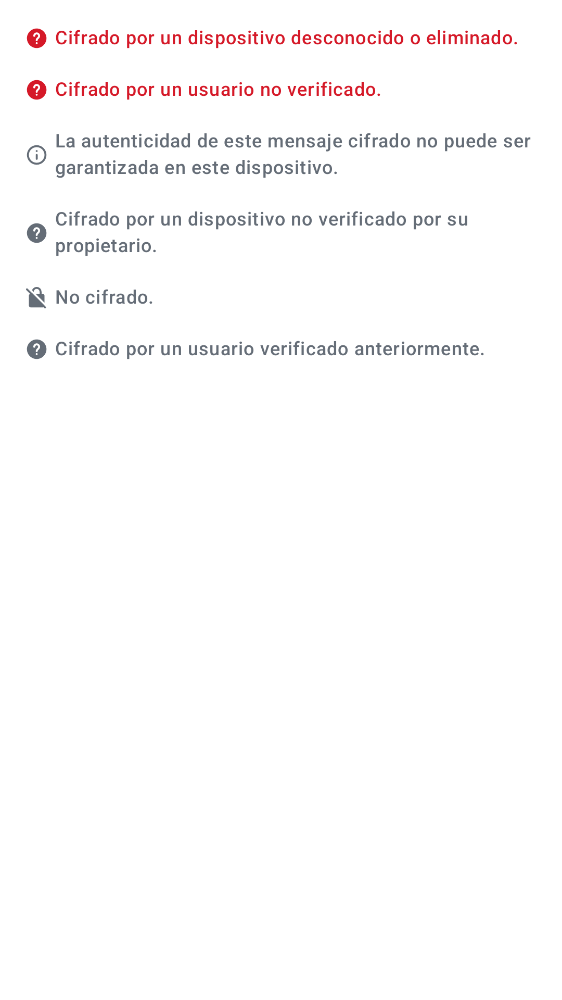 Cifrado por un dispositivo desconocido o eliminado.
Cifrado por un usuario no verificado.
La autenticidad de este mensaje cifrado no puede ser
garantizada en este dispositivo.
Cifrado por un dispositivo no verificado por su
propietario.
No cifrado.
Cifrado por un usuario verificado anteriormente.